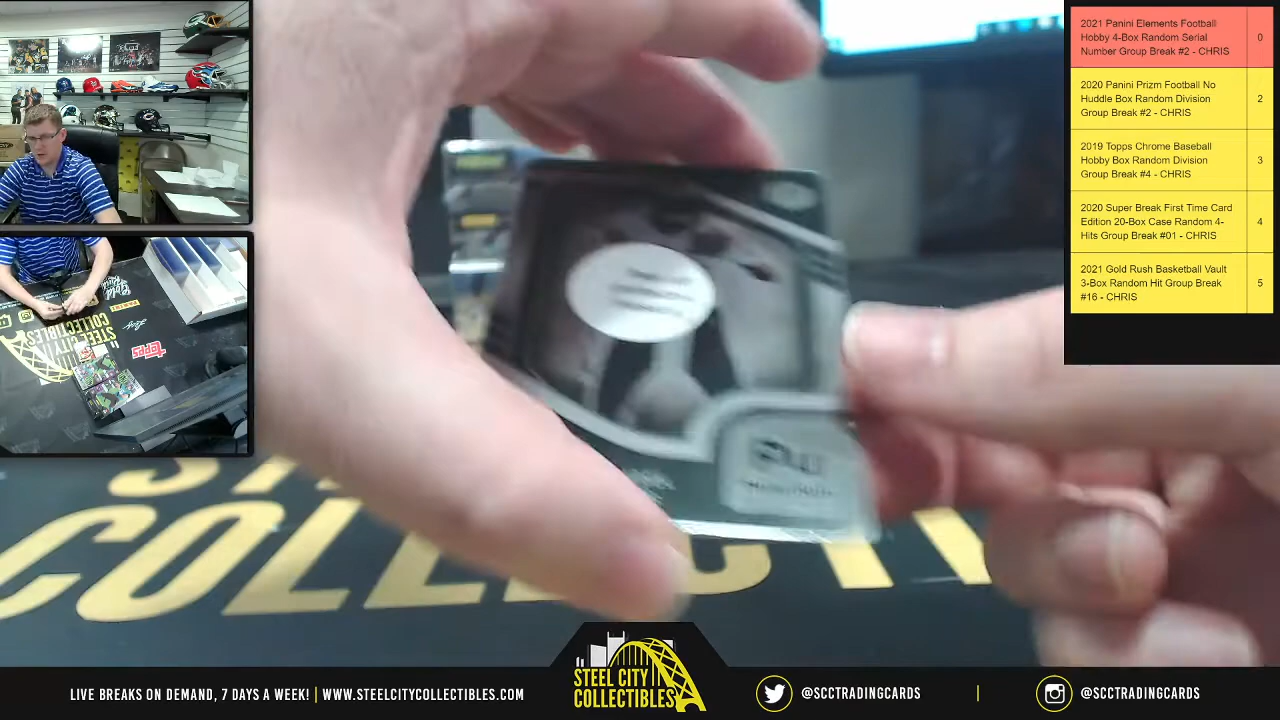 2021 Panini Elements Football
Hobby 4-Box Random Serial
Number Group Break #2 - CHRIS
0
2020 Panini Prizm Football No
Huddle Box Random Division
Group Break #2 - CHRIS
2
2019 Topps Chrome Baseball
Hobby Box Random Division
Group Break #4 - CHRIS
3
2020 Super Break First Time Card
Edition 20-Box Case Random 4-
Hits Group Break #01 - CHRIS
4
2021 Gold Rush Basketball Vault
3-Box Random Hit Group Break
#16 - CHRIS
5
STEEL CITY
COLLECTIBLES
topps
LIVE BREAKS ON DEMAND, 7 DAYS A WEEK! | WWW.STEELCITYCOLLECTIBLES.COM
STEEL CITY
COLLECTIBLES
@SCCTRADINGCARDS | @SCCTRADINGCARDS